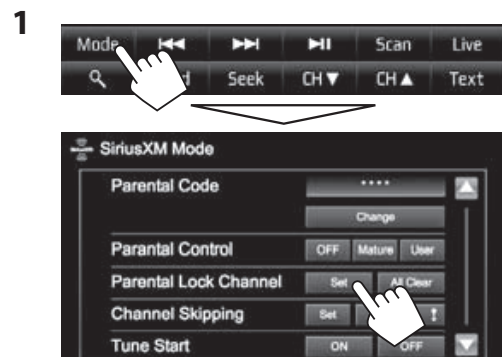 1
Mode Scan Live
Seek CH▼ CH▲ Text
SiriusXM Mode
Parental Code ••••
Change
Parantal Control OFF Mature User
Parental Lock Channel Set All Clear
Channel Skipping Set
Tune Start ON OFF